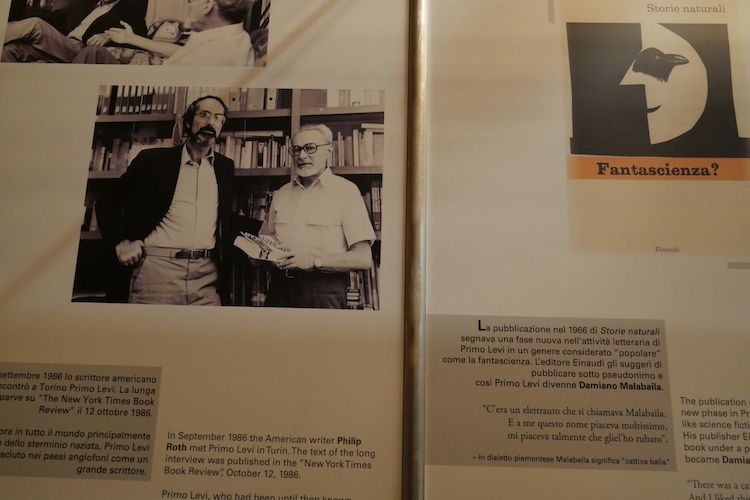 settembre 1986 lo scrittore americano
contrò a Torino Primo Levi. La lunga
parve su "The New York Times Book
Review" il 12 ottobre 1986.
ora in tutto il mondo principalmente
dello sterminio nazista, Primo Levi
sciuto nei paesi anglofoni come un
grande scrittore.
In September 1986 the American writer Philip
Roth met Primo Levi in Turin. The text of the long
interview was published in the "New York Times
Book Review", October 12, 1986.
Primo Levi, who had been until then known
Storie naturali
Fantascienza?
Einaudi
La pubblicazione nel 1966 di Storie naturali
segnava una fase nuova nell'attività letteraria di
Primo Levi in un genere considerato "popolare"
come la fantascienza. L'editore Einaudi gli suggerì di
pubblicare sotto pseudonimo e
così Primo Levi divenne Damiano Malabaila.
"C'era un elettrauto che si chiamava Malabaila.
E a me questo nome piaceva moltissimo,
mi piaceva talmente che gliel'ho rubato".
– In dialetto piemontese Malabaila significa "cattiva balia"
The publication
new phase in Pr
like science fictio
His publisher Ei
book under a p
became Damia
"There was a ca
And I liked thi